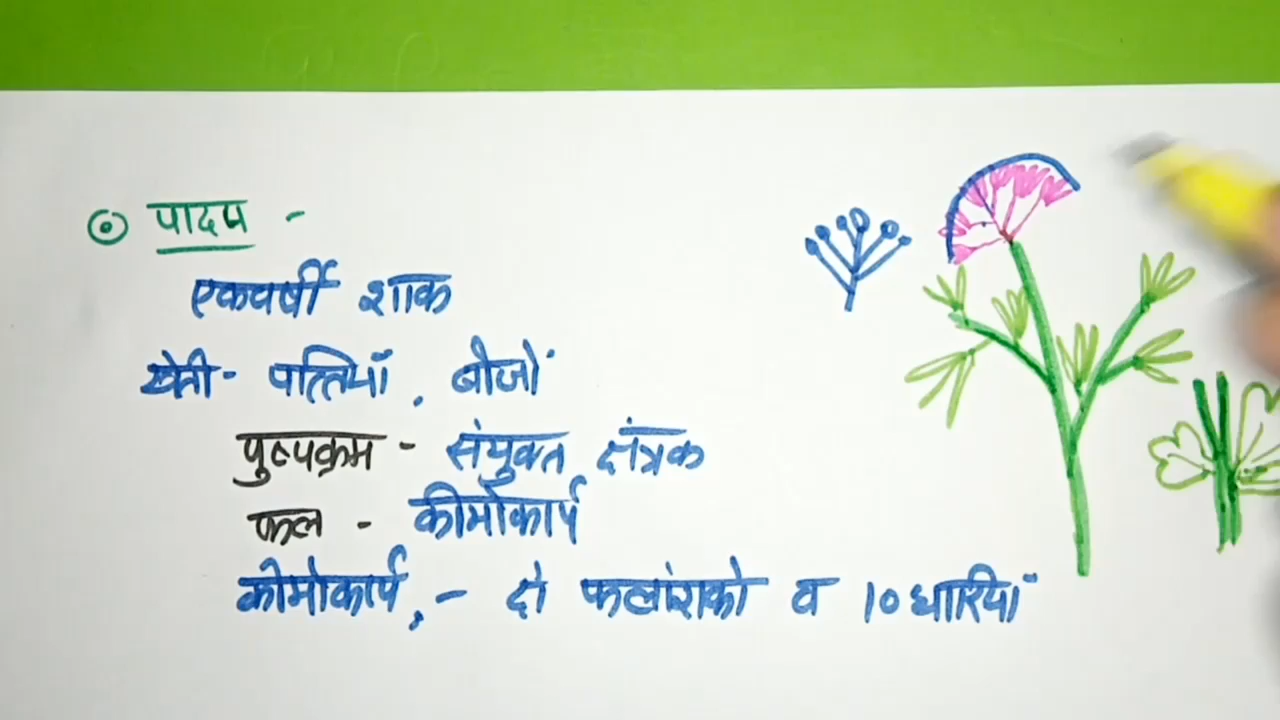 पादप -
एकवर्षी शाक
खेती - पत्तियाँ, बीजों
पुष्पक्रम - संयुक्त छत्रक
फल - क्रीमोकार्प
क्रीमोकार्प, - दो फलांशको व 10 धारियां